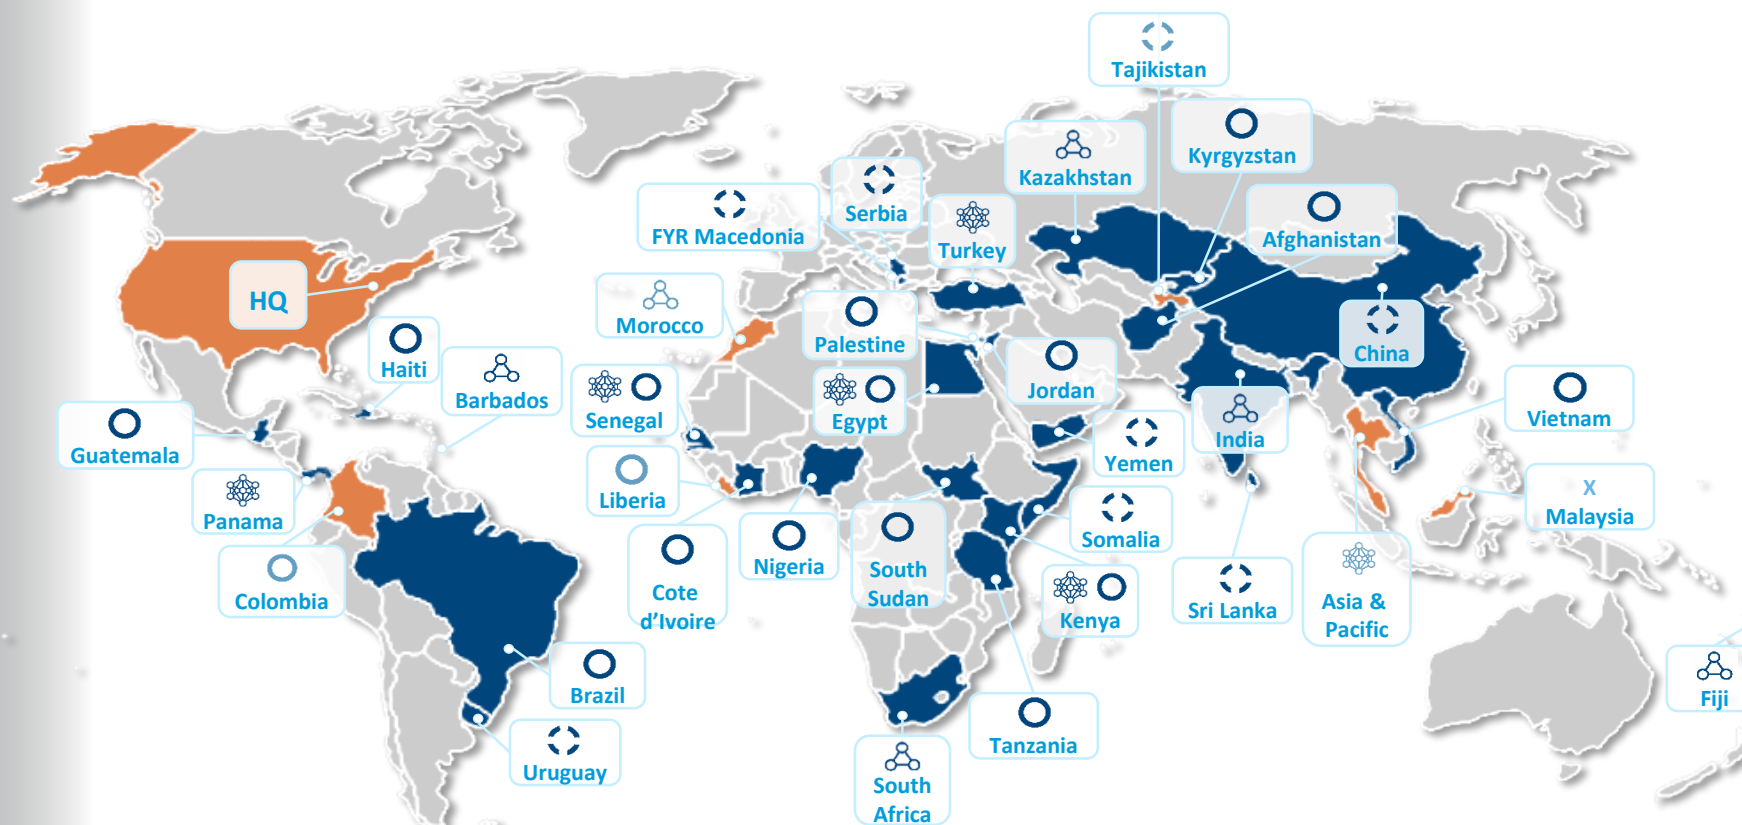 Tajikistan
Kyrgyzstan
Kazakhstan
Serbia
FYR Macedonia
Turkey
Afghanistan
HQ
Morocco
Palestine
China
Haiti
Barbados
Jordan
Senegal
Egypt
Vietnam
Guatemala
India
Yemen
Liberia
X
Malaysia
Panama
Somalia
Nigeria
South
Sudan
Cote
d'Ivoire
Colombia
Kenya
Sri Lanka
Asia &
Pacific
Brazil
Fiji
Tanzania
Uruguay
South
Africa